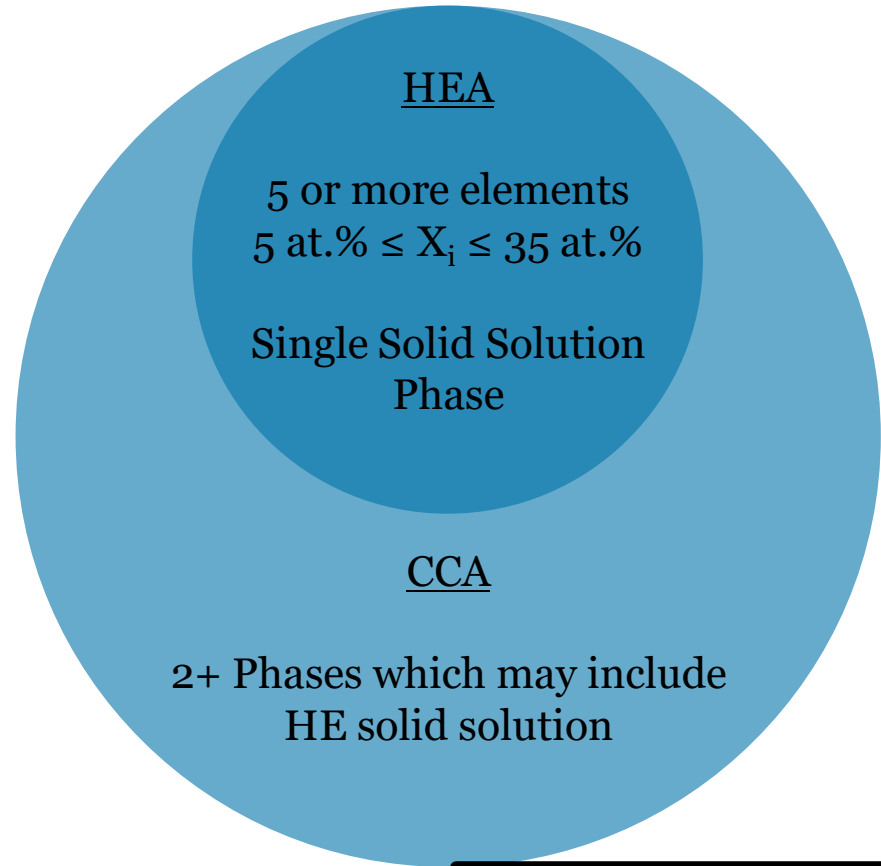 HEA
5 or more elements
5 at.% ≤ Xᵢ ≤ 35 at.%
Single Solid Solution
Phase
CCA
2+ Phases which may include
HE solid solution